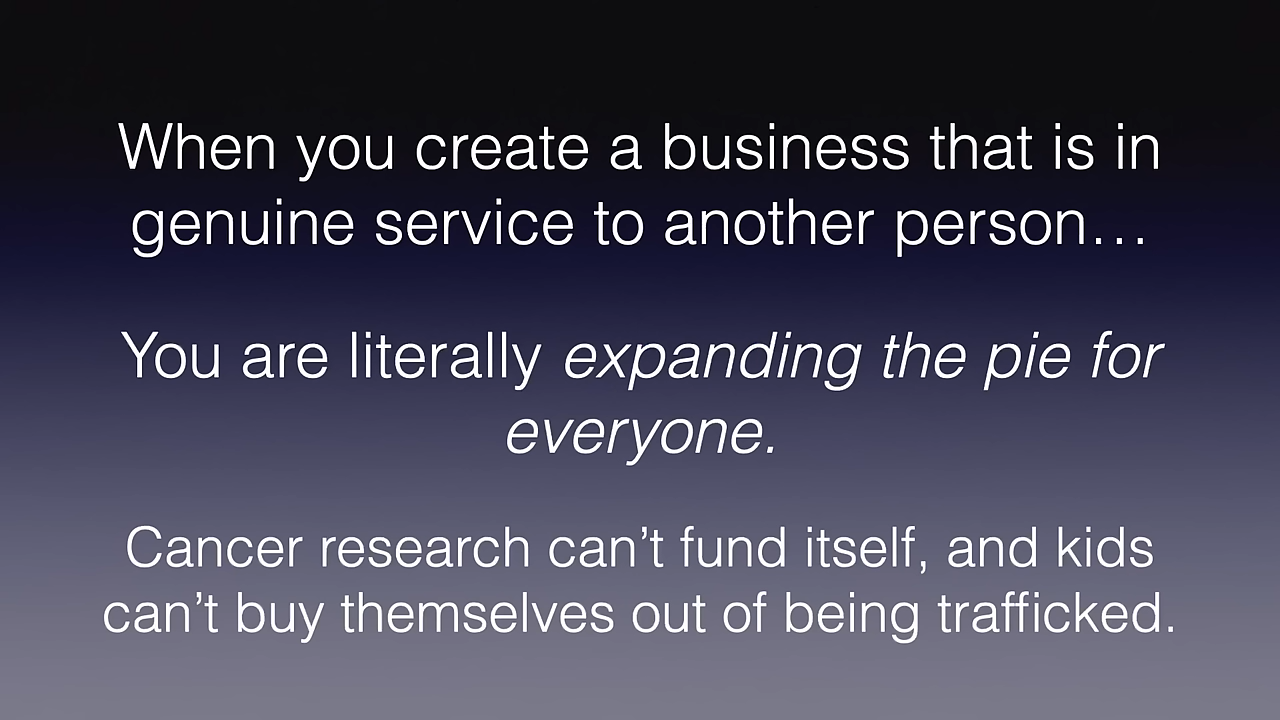 When you create a business that is in
genuine service to another person…
You are literally expanding the pie for
everyone.
Cancer research can’t fund itself, and kids
can’t buy themselves out of being trafficked.